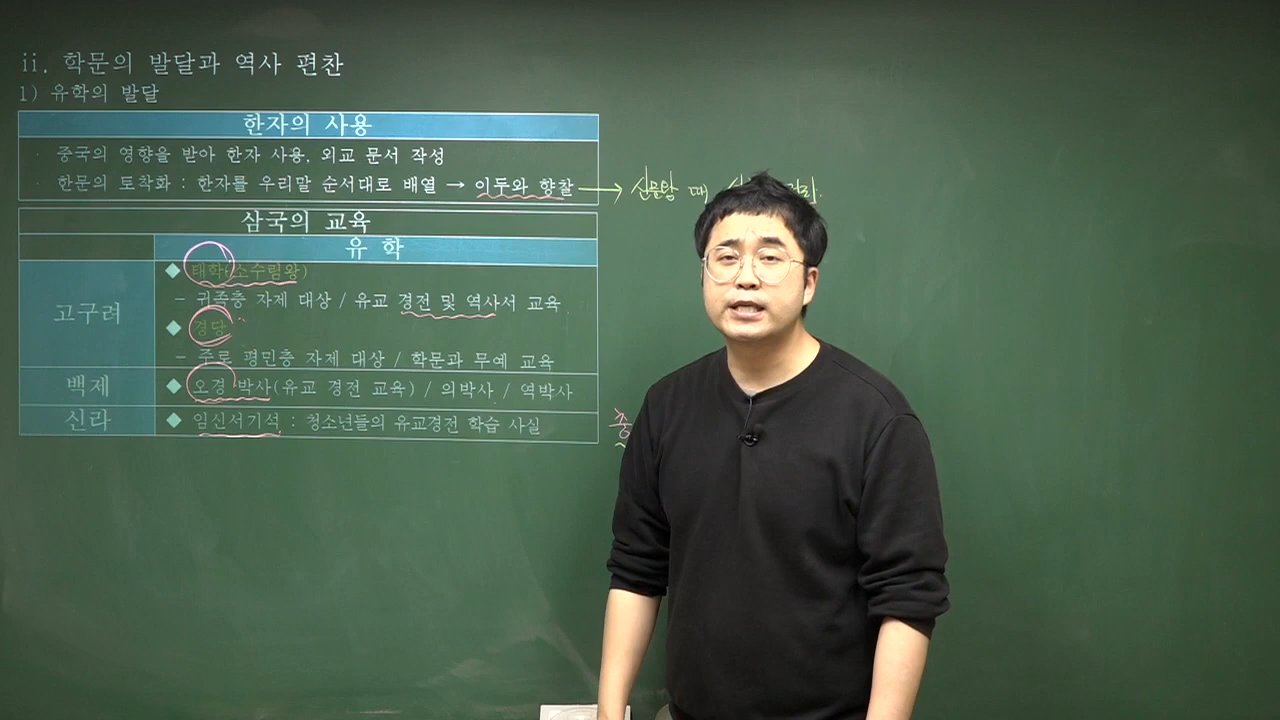 ii. 학문의 발달과 역사 편찬
1) 유학의 발달
한자의 사용
· 중국의 영향을 받아 한자 사용, 외교 문서 작성
· 한문의 토착화 : 한자를 우리말 순서대로 배열 → 이두와 향찰 → 신문왕 때
삼국의 교육
유 학
고구려
◆ 태학(소수림왕)
- 귀족층 자제 대상 / 유교 경전 및 역사서 교육
◆ 경당
- 주로 평민층 자제 대상 / 학문과 무예 교육
백제
◆ 오경 박사(유교 경전 교육) / 의박사 / 역박사
신라
◆ 임신서기석 : 청소년들의 유교경전 학습 사실